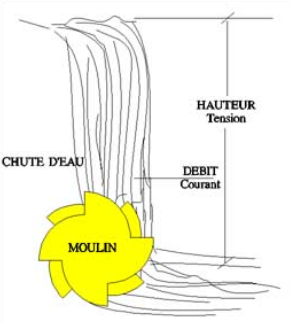 HAUTEUR
Tension
CHUTE D'EAU
DEBIT
Courant
MOULIN